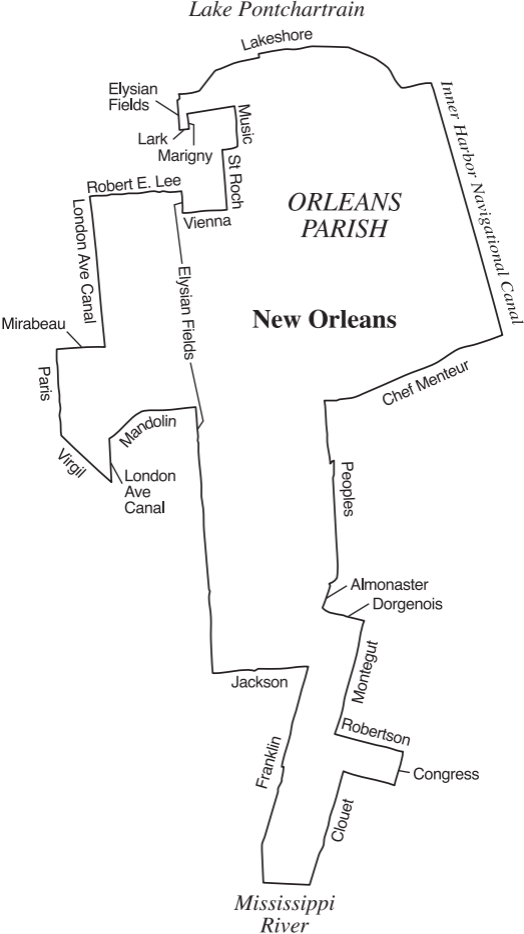 Lake Pontchartrain
Lakeshore
Elysian
Fields
Music
Inner Harbor Navigational Canal
Lark
Marigny
St Roch
Robert E. Lee
ORLEANS
PARISH
London Ave Canal
Vienna
Elysian Fields
New Orleans
Mirabeau
Paris
Chef Menteur
Mandolin
Virgil
London
Ave
Canal
Peoples
Almonaster
Dorgenois
Montegut
Jackson
Robertson
Franklin
Congress
Clouet
Mississippi
River